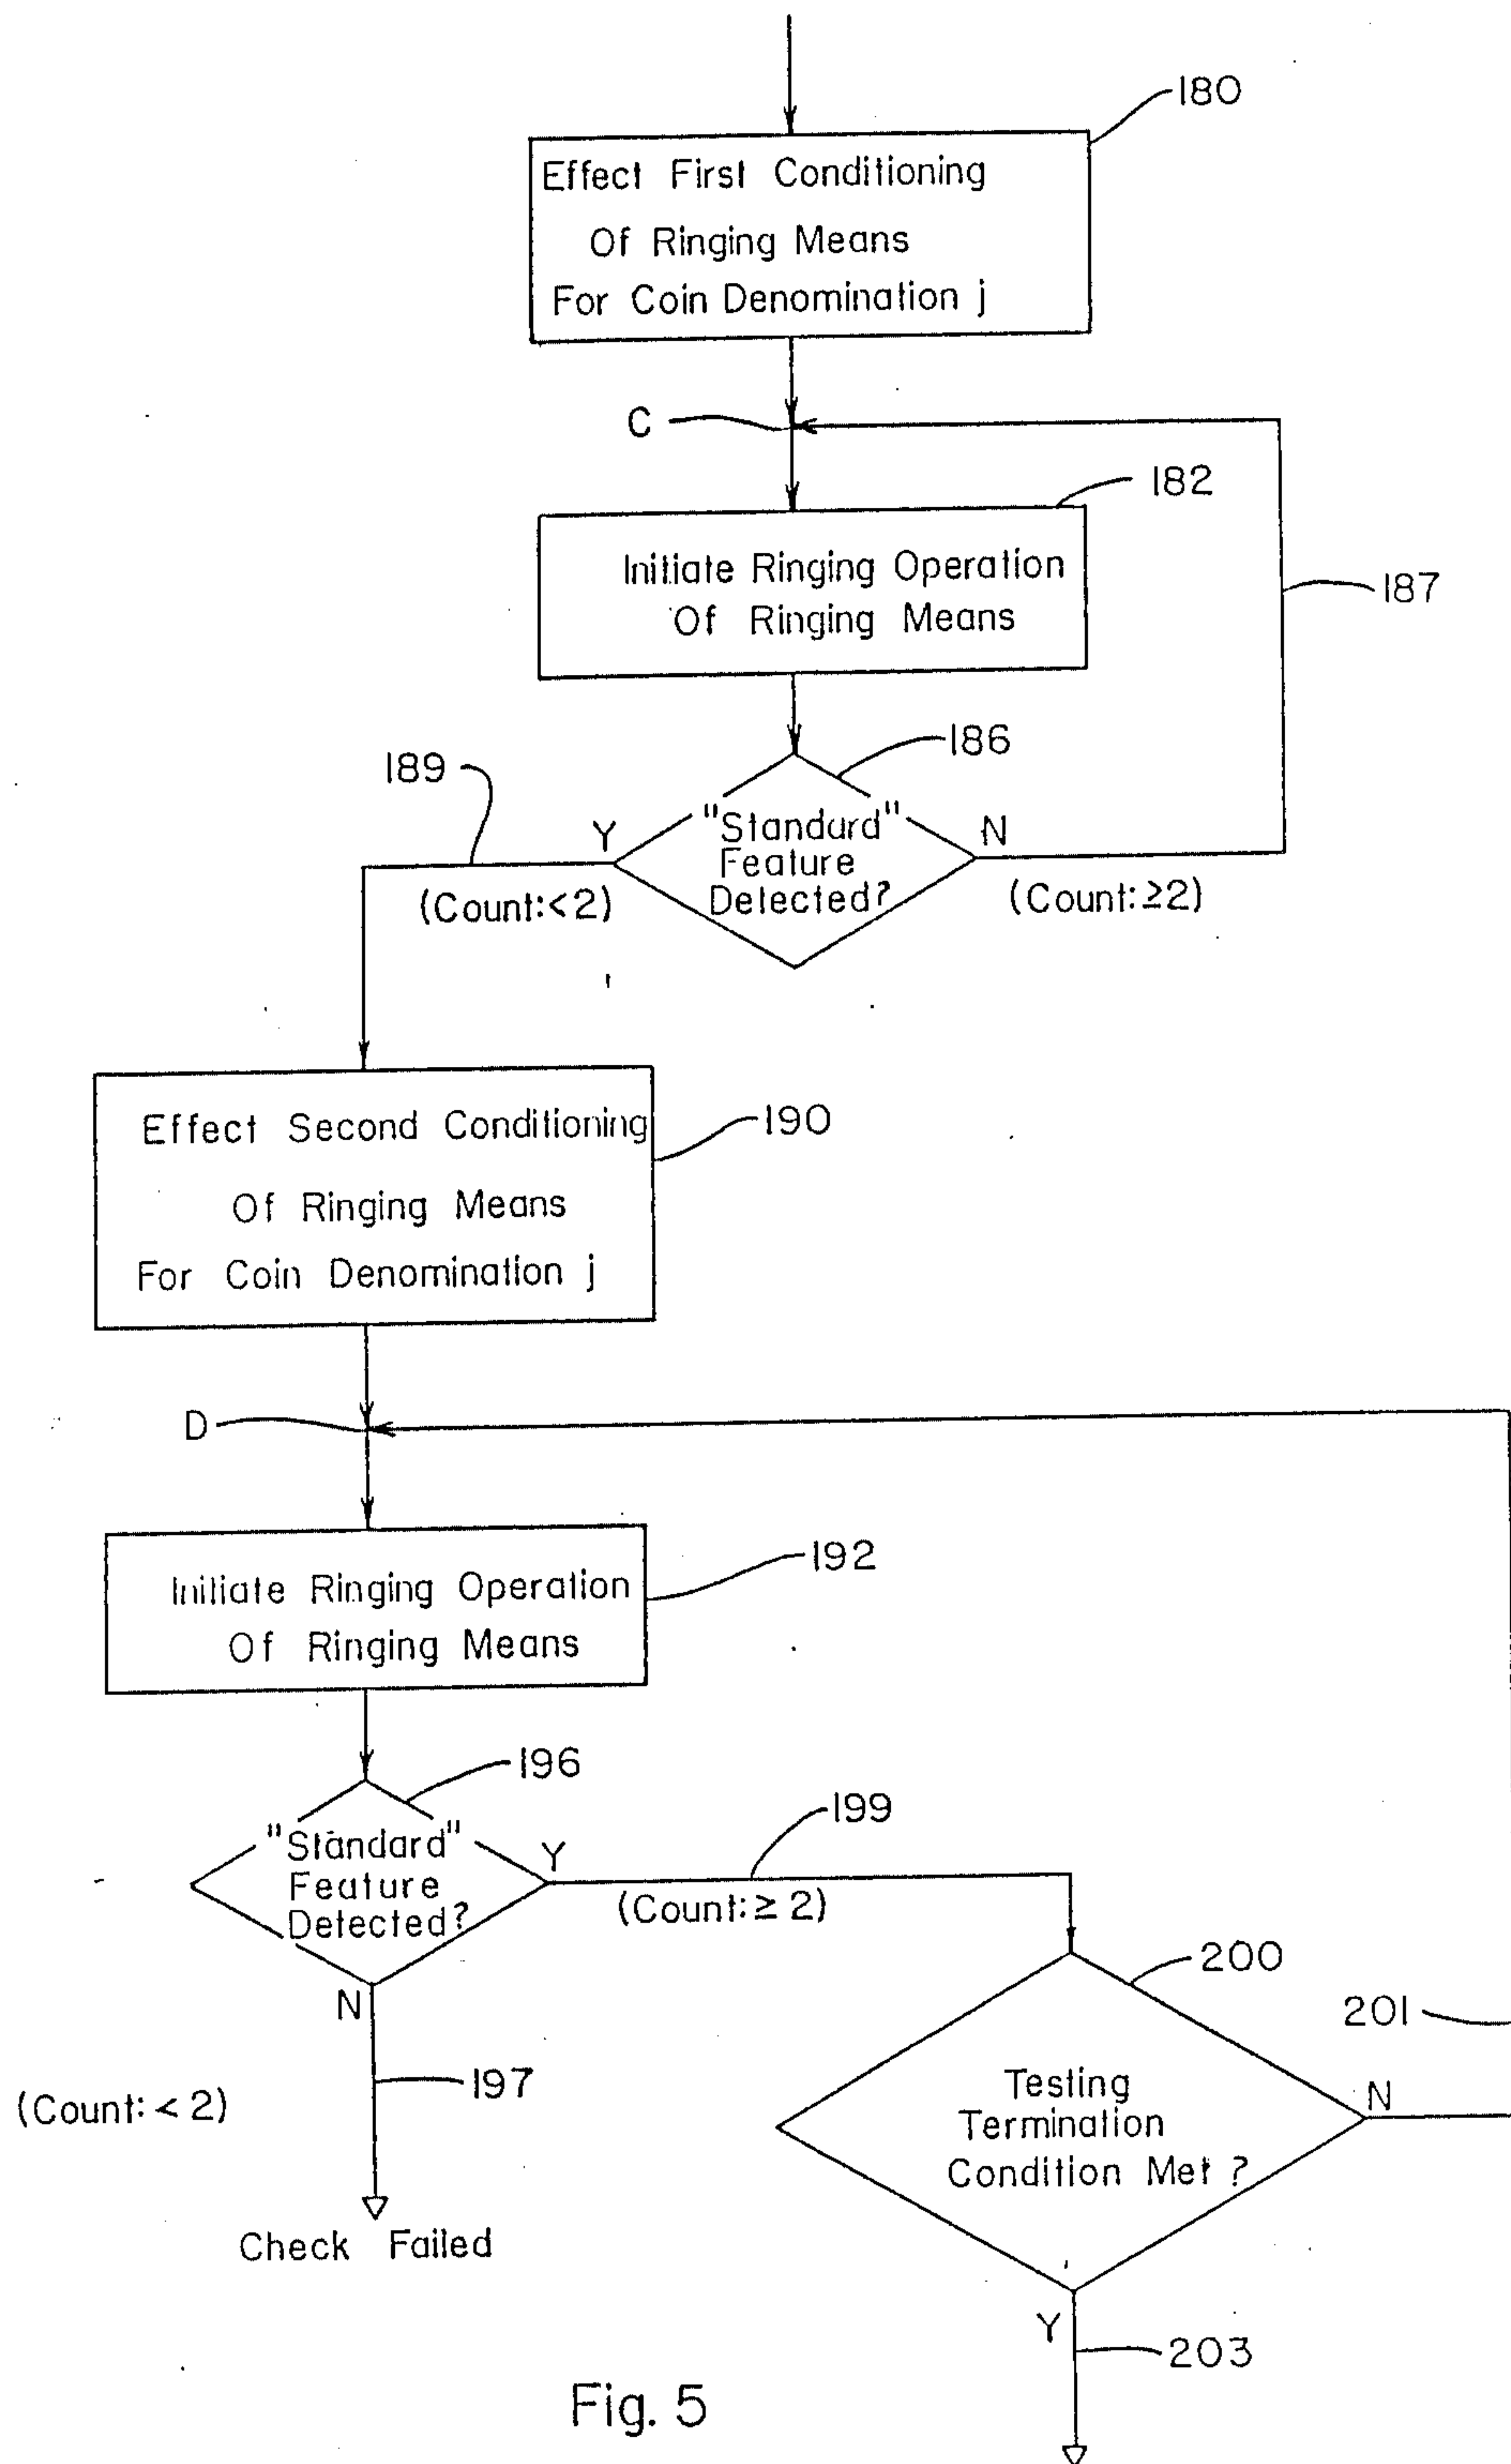 180
Effect First Conditioning
Of Ringing Means
For Coin Denomination j
C
182
Initiate Ringing Operation
Of Ringing Means
187
186
189
"Standard"
Feature
Detected?
Y
N
(Count:<2)
(Count:≥2)
Effect Second Conditioning
Of Ringing Means
For Coin Denomination j
190
D
192
Initiate Ringing Operation
Of Ringing Means
196
"Standard"
Feature
Detected?
Y
199
(Count:≥ 2)
N
200
201
197
(Count:< 2)
Testing
Termination
Condition Met ?
N
Check Failed
Y
203
Fig. 5